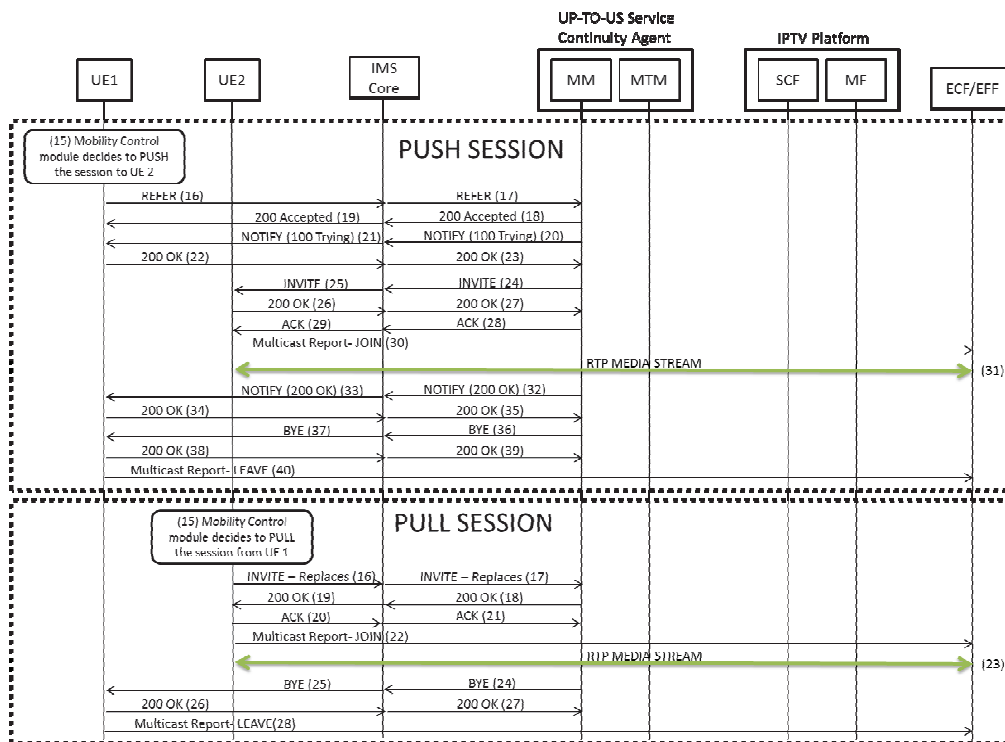 UP-TO-US Service
Continuity Agent
IPTV Platform
UE1
UE2
IMS
Core
MM
MTM
SCF
MF
ECF/EFF
(15) Mobility Control
module decides to PUSH
the session to UE 2
PUSH SESSION
REFER (16)
REFER (17)
200 Accepted (19)
200 Accepted (18)
NOTIFY (100 Trying) (21)
NOTIFY (100 Trying) (20)
200 OK (22)
200 OK (23)
INVITE (25)
INVITE (24)
200 OK (26)
200 OK (27)
ACK (29)
ACK (28)
Multicast Report- JOIN (30)
RTP MEDIA STREAM
(31)
NOTIFY (200 OK) (33)
NOTIFY (200 OK) (32)
200 OK (34)
200 OK (35)
BYE (37)
BYE (36)
200 OK (38)
200 OK (39)
Multicast Report- LEAVE (40)
(15) Mobility Control
module decides to PULL
the session from UE 1
PULL SESSION
INVITE – Replaces (16)
INVITE – Replaces (17)
200 OK (19)
200 OK (18)
ACK (20)
ACK (21)
Multicast Report- JOIN (22)
RTP MEDIA STREAM
(23)
BYE (25)
BYE (24)
200 OK (26)
200 OK (27)
Multicast Report- LEAVE(28)